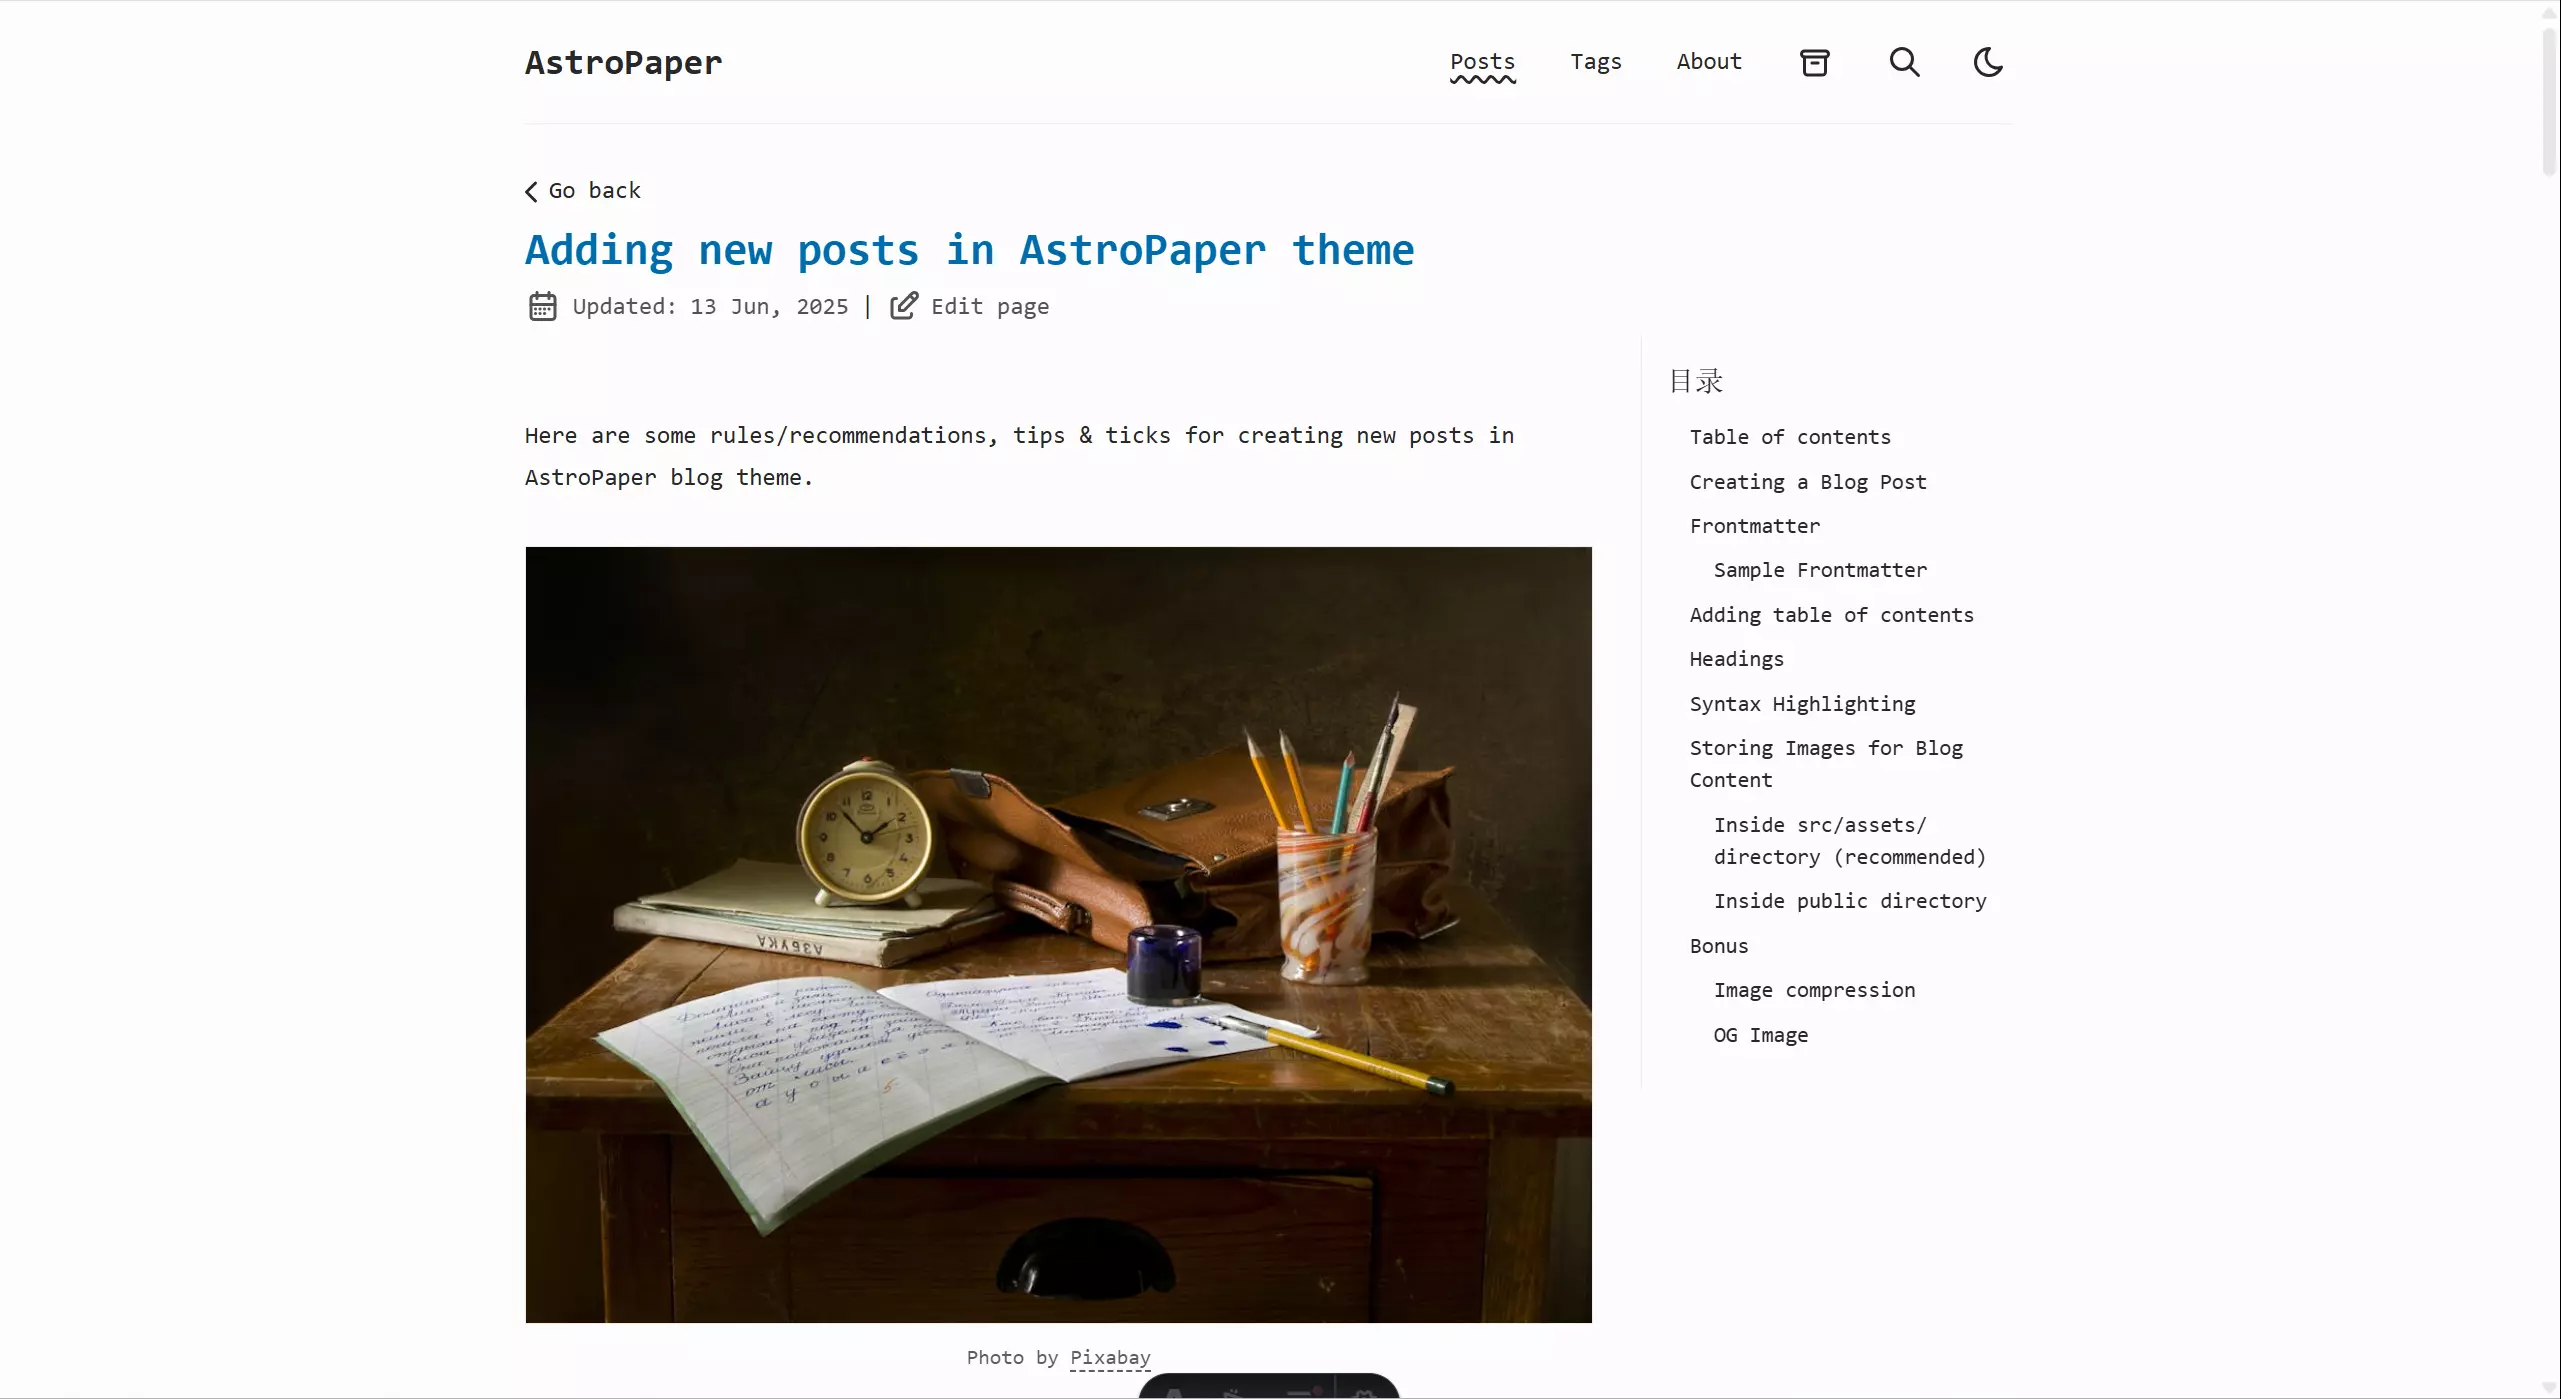 AstroPaper
Posts
Tags
About
Go back
Adding new posts in AstroPaper theme
Updated: 13 Jun, 2025 | Edit page
Here are some rules/recommendations, tips & ticks for creating new posts in
AstroPaper blog theme.
АЗБУКА
Photo by Pixabay
目录
Table of contents
Creating a Blog Post
Frontmatter
Sample Frontmatter
Adding table of contents
Headings
Syntax Highlighting
Storing Images for Blog
Content
Inside src/assets/
directory (recommended)
Inside public directory
Bonus
Image compression
OG Image